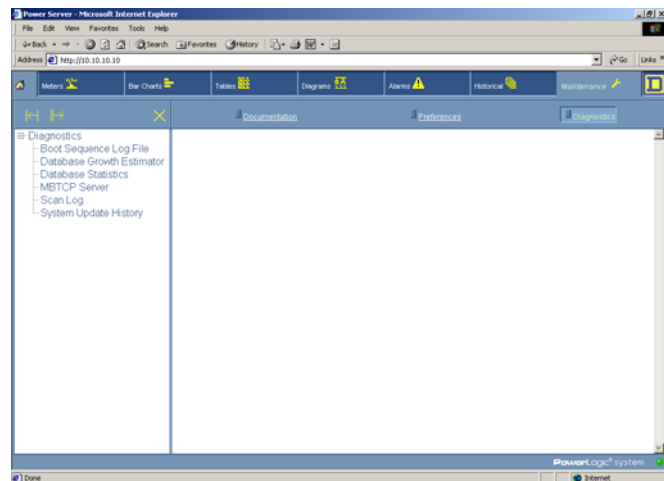 Power Server - Microsoft Internet Explorer
File Edit View Favorites Tools Help
Back Search Favorites History
Address http://10.10.10.10 Go Links »
Meters Bar Charts Tables Diagrams Alarms Historical Maintenance
Documentation Preferences Diagnostics
Diagnostics
Boot Sequence Log File
Database Growth Estimator
Database Statistics
MBTCP Server
Scan Log
System Update History
PowerLogic® system
Done Internet